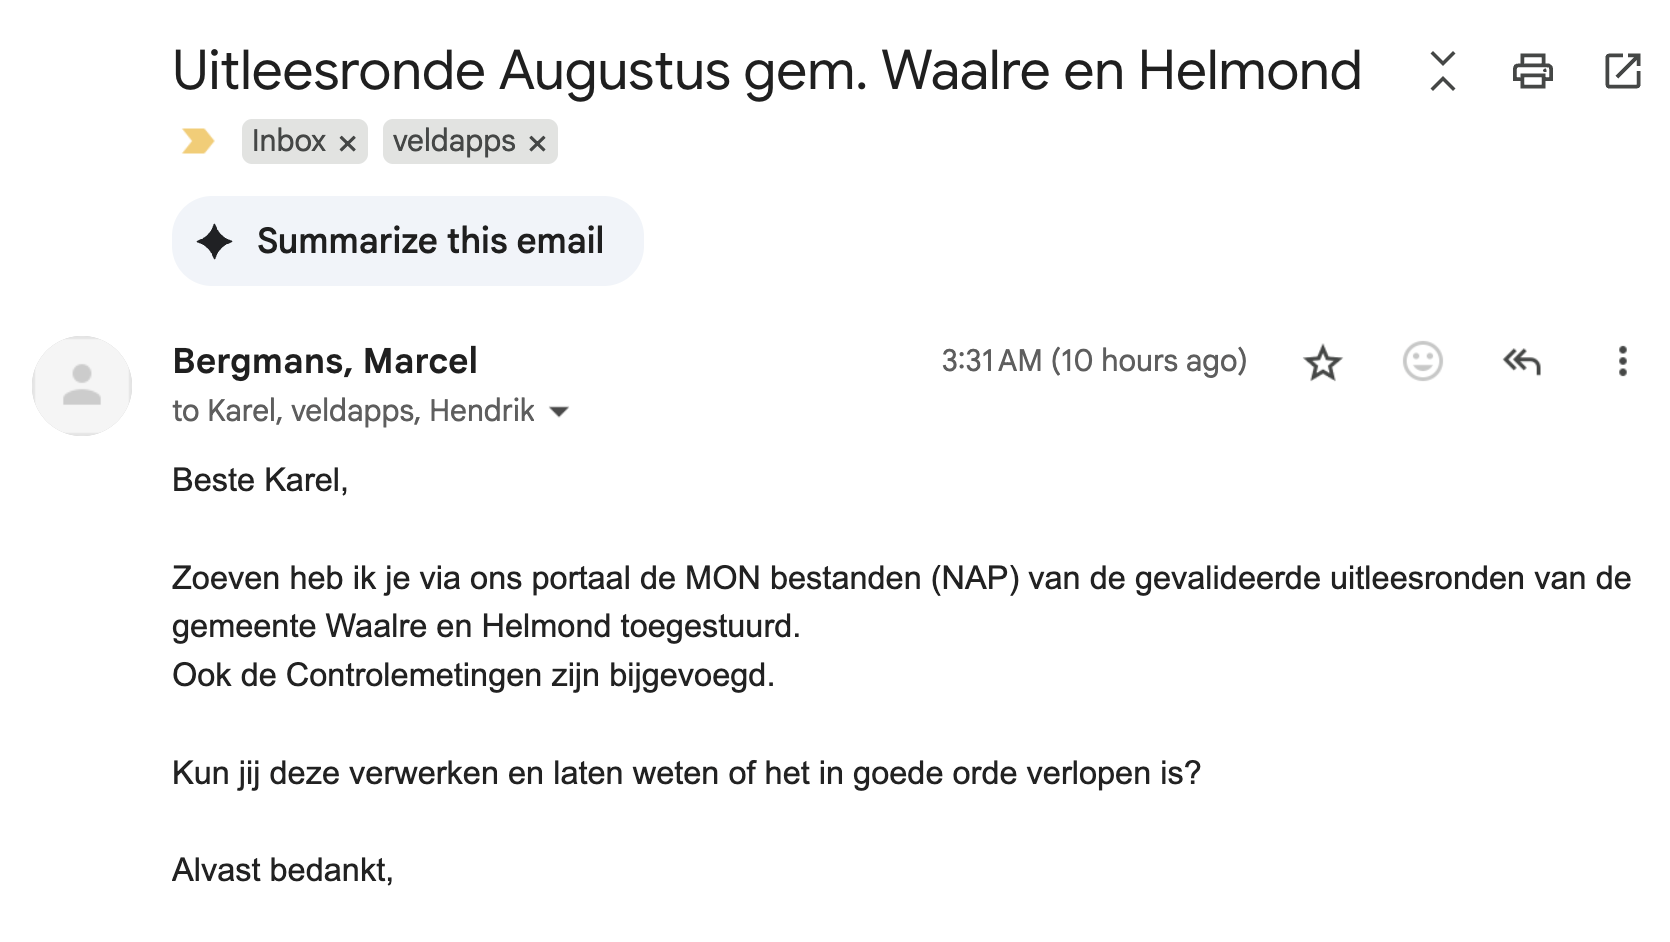 Uitleesronde Augustus gem. Waalre en Helmond
Inbox × veldapps ×
Summarize this email
Bergmans, Marcel
3:31 AM (10 hours ago)
to Karel, veldapps, Hendrik
Beste Karel,
Zoeven heb ik je via ons portaal de MON bestanden (NAP) van de gevalideerde uitleesronden van de
gemeente Waalre en Helmond toegestuurd.
Ook de Controlemetingen zijn bijgevoegd.
Kun jij deze verwerken en laten weten of het in goede orde verlopen is?
Alvast bedankt,